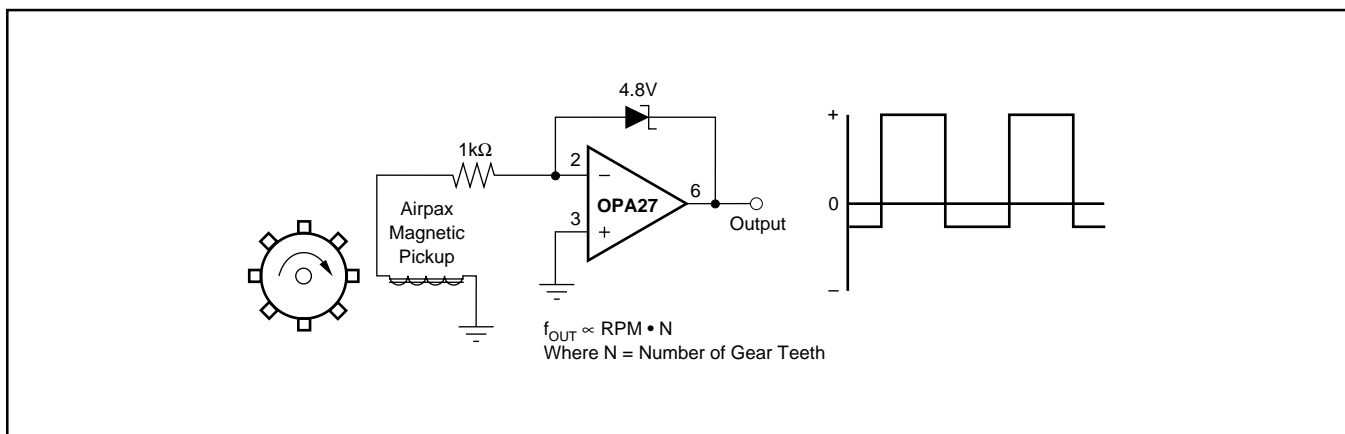 4.8V
1kΩ
2
−
6
OPA27
3
+
Output
Airpax
Magnetic
Pickup
+
0
−
f_OUT ∝ RPM • N
Where N = Number of Gear Teeth